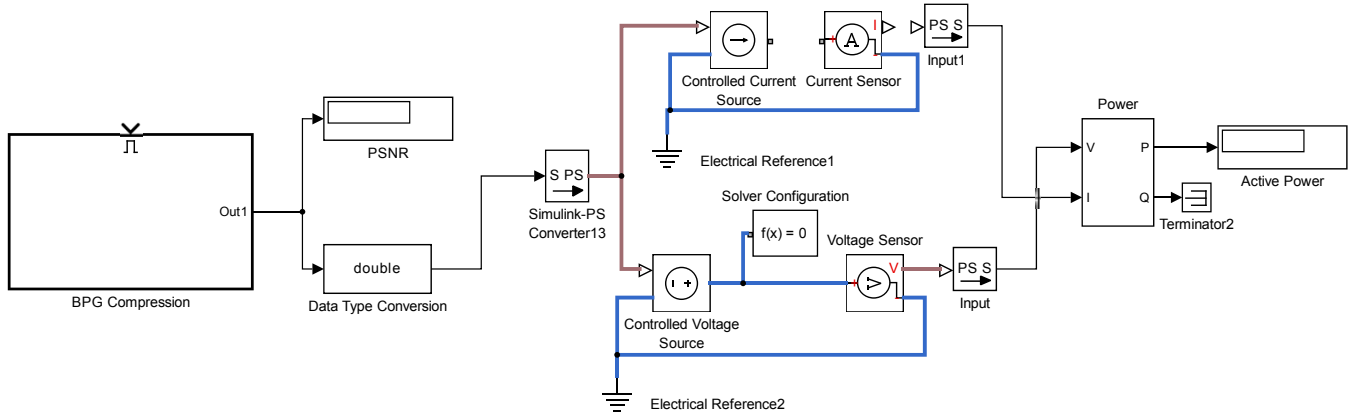 Out1
BPG Compression
PSNR
double
Data Type Conversion
S PS
Simulink-PS
Converter13
Controlled Current
Source
A
I
+
-
Current Sensor
PS S
Input1
Electrical Reference1
Solver Configuration
f(x) = 0
- +
Controlled Voltage
Source
Voltage Sensor
V
+
V
-
PS S
Input
Electrical Reference2
Power
V
I
P
Q
Active Power
Terminator2